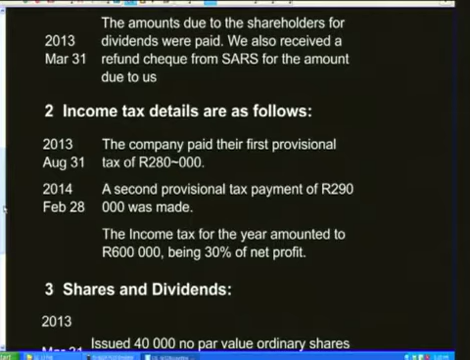 The amounts due to the shareholders for
2013 dividends were paid. We also received a
Mar 31 refund cheque from SARS for the amount
due to us
2 Income tax details are as follows:
2013 The company paid their first provisional
Aug 31 tax of R280~000.
2014 A second provisional tax payment of R290
Feb 28 000 was made.
The Income tax for the year amounted to
R600 000, being 30% of net profit.
3 Shares and Dividends:
2013
Mar 31 Issued 40 000 no par value ordinary shares